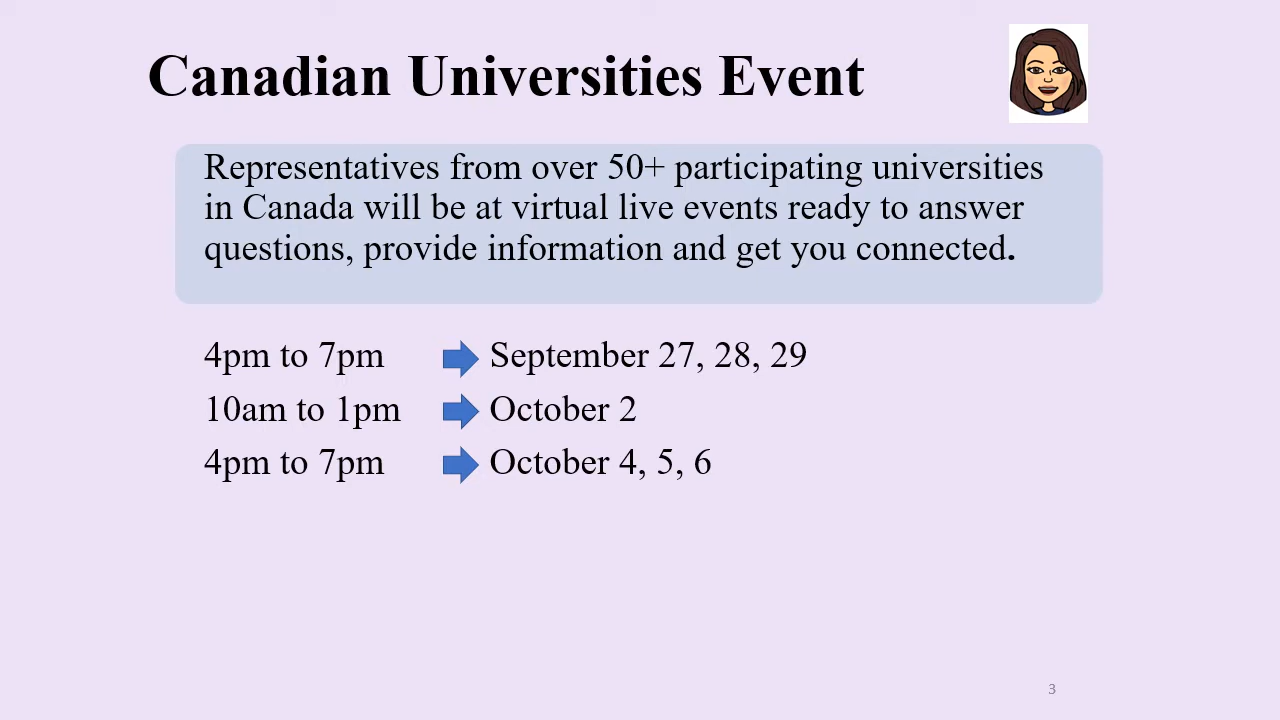 Canadian Universities Event
Representatives from over 50+ participating universities
in Canada will be at virtual live events ready to answer
questions, provide information and get you connected.
4pm to 7pm September 27, 28, 29
10am to 1pm October 2
4pm to 7pm October 4, 5, 6
3